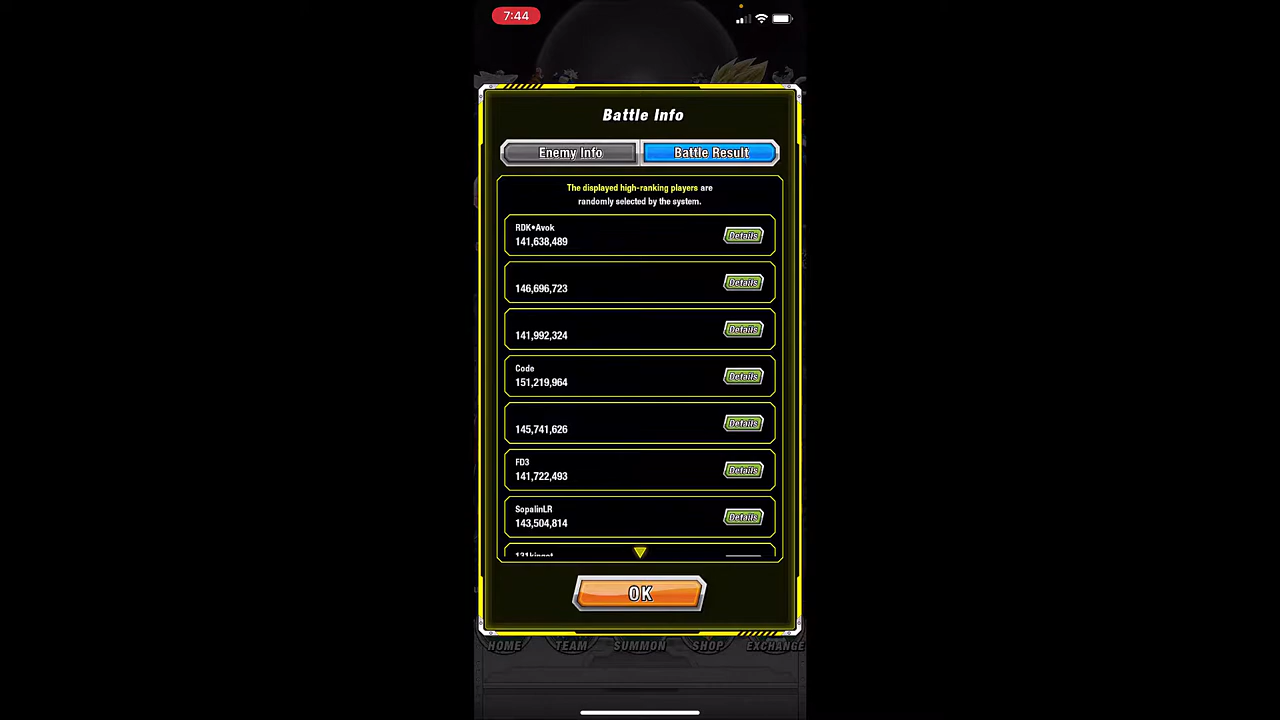 7:44
Battle Info
Enemy Info
Battle Result
The displayed high-ranking players are
randomly selected by the system.
RDK•Avok
141,638,489
Details
146,696,723
Details
141,992,324
Details
Code
151,219,964
Details
145,741,626
Details
FD3
141,722,493
Details
SopalinLR
143,504,814
Details
OK
HOME
TEAM
SUMMON
SHOP
EXCHANGE